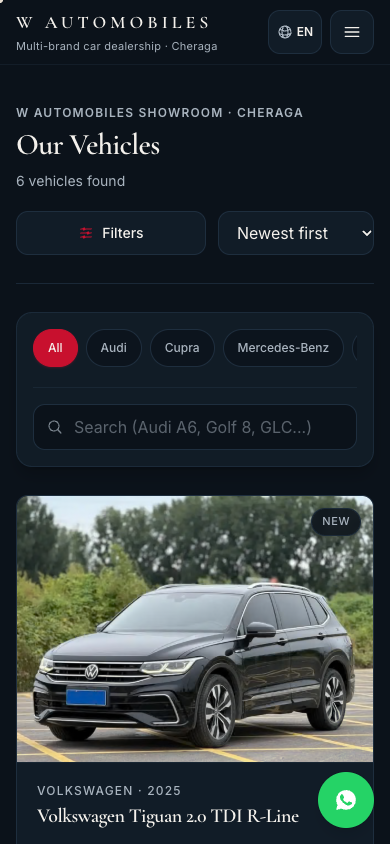 W AUTOMOBILES
Multi-brand car dealership · Cheraga
EN
W AUTOMOBILES SHOWROOM · CHERAGA
Our Vehicles
6 vehicles found
Filters
Newest first
All
Audi
Cupra
Mercedes-Benz
Search (Audi A6, Golf 8, GLC...)
NEW
VOLKSWAGEN · 2025
Volkswagen Tiguan 2.0 TDI R-Line